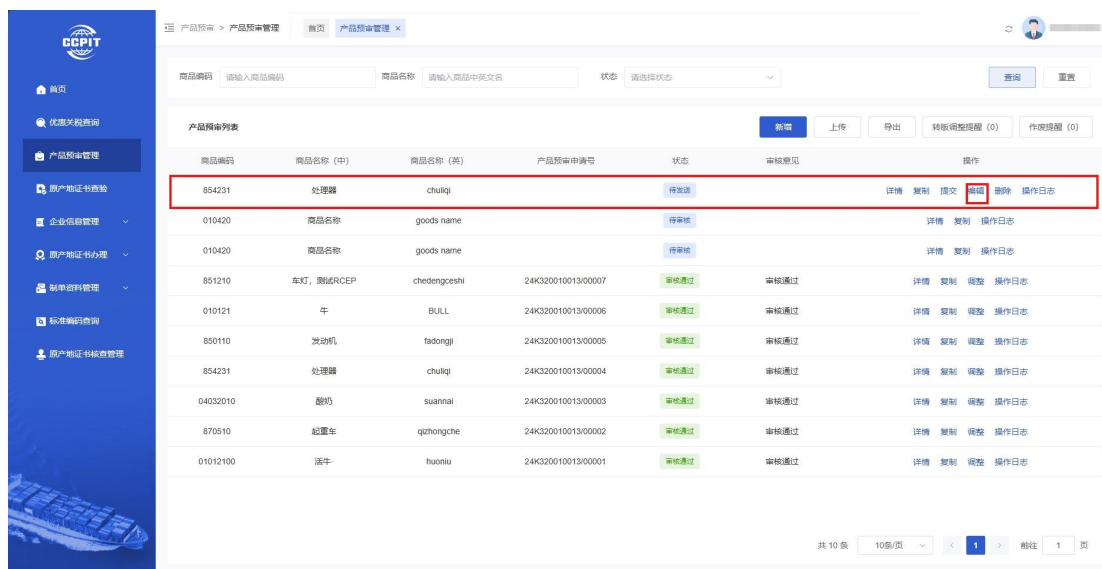 CCPIT
产品预审 > 产品预审管理 首页 产品预审管理 ×
首页
优惠关税查询
产品预审管理
原产地证书查验
企业信息管理
原产地证书办理
制单资料管理
标准编码查询
原产地证书核查管理
商品编码 请输入商品编码 商品名称 请输入商品中英文名 状态 请选择状态 查询 重置
产品预审列表 新增 上传 导出 转版调整提醒（0） 作废提醒（0）
商品编码 商品名称（中） 商品名称（英） 产品预审申请号 状态 审核意见 操作
854231 处理器 chuliqi 待发送 详情 复制 提交 编辑 删除 操作日志
010420 商品名称 goods name 待审核 详情 复制 操作日志
010420 商品名称 goods name 待审核 详情 复制 操作日志
851210 车灯，测试RCEP chedengceshi 24K320010013/00007 审核通过 审核通过 详情 复制 调整 操作日志
010121 牛 BULL 24K320010013/00006 审核通过 审核通过 详情 复制 调整 操作日志
850110 发动机 fadongji 24K320010013/00005 审核通过 审核通过 详情 复制 调整 操作日志
854231 处理器 chuliqi 24K320010013/00004 审核通过 审核通过 详情 复制 调整 操作日志
04032010 酸奶 suannai 24K320010013/00003 审核通过 审核通过 详情 复制 调整 操作日志
870510 起重车 qizhongche 24K320010013/00002 审核通过 审核通过 详情 复制 调整 操作日志
01012100 活牛· huoniu 24K320010013/00001 审核通过 审核通过 详情 复制 调整 操作日志
共 10 条 10条/页 < 1 > 前往 1 页